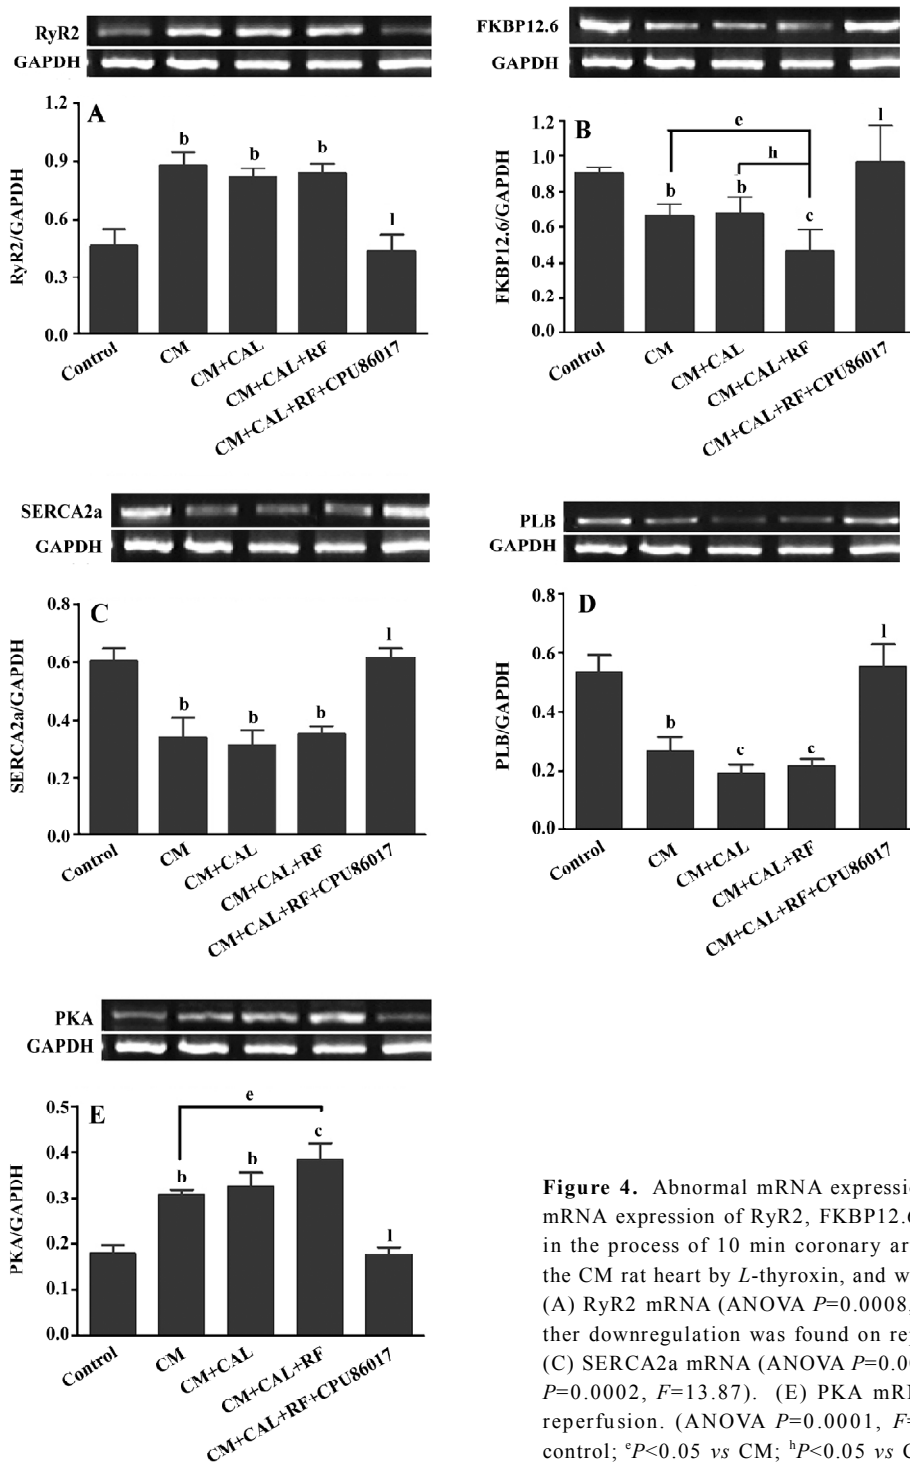 RyR2
GAPDH
A
1.2
0.9
0.6
0.3
0.0
RyR2/GAPDH
b
b
b
l
Control
CM
CM+CAL
CM+CAL+RF
CM+CAL+RF+CPU86017
FKBP12.6
GAPDH
B
1.2
1.0
0.8
0.6
0.4
0.2
0.0
FKBP12.6/GAPDH
e
h
b
b
c
l
Control
CM
CM+CAL
CM+CAL+RF
CM+CAL+RF+CPU86017
SERCA2a
GAPDH
C
0.8
0.6
0.4
0.2
0.0
SERCA2a/GAPDH
b
b
b
l
Control
CM
CM+CAL
CM+CAL+RF
CM+CAL+RF+CPU86017
PLB
GAPDH
D
0.8
0.6
0.4
0.2
0.0
PLB/GAPDH
b
c
c
l
Control
CM
CM+CAL
CM+CAL+RF
CM+CAL+RF+CPU86017
PKA
GAPDH
E
0.5
0.4
0.3
0.2
0.1
0.0
PKA/GAPDH
e
b
b
c
l
Control
CM
CM+CAL
CM+CAL+RF
CM+CAL+RF+CPU86017
Figure 4. Abnormal mRNA expressio
mRNA expression of RyR2, FKBP12.6
in the process of 10 min coronary ar
the CM rat heart by L-thyroxin, and w
(A) RyR2 mRNA (ANOVA P=0.0008,
ther downregulation was found on rep
(C) SERCA2a mRNA (ANOVA P=0.00
P=0.0002, F=13.87). (E) PKA mR
reperfusion. (ANOVA P=0.0001, F=
control; ᵉP<0.05 vs CM; ʰP<0.05 vs C